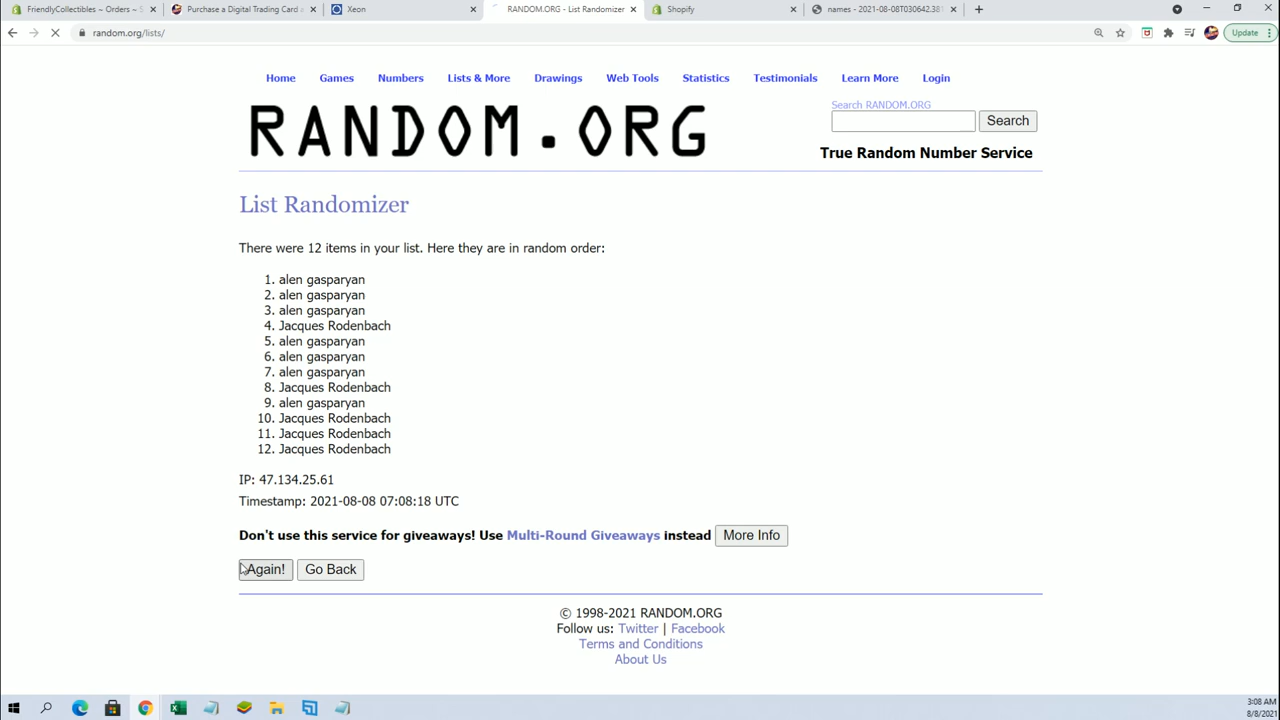 FriendlyCollectibles ~ Orders ~ S
Purchase a Digital Trading Card a
Xeon
RANDOM.ORG - List Randomizer
Shopify
names - 2021-08-08T030642.381
random.org/lists/
Update
Home Games Numbers Lists & More Drawings Web Tools Statistics Testimonials Learn More Login
RANDOM.ORG
Search RANDOM.ORG
Search
True Random Number Service
List Randomizer
There were 12 items in your list. Here they are in random order:
1. alen gasparyan
2. alen gasparyan
3. alen gasparyan
4. Jacques Rodenbach
5. alen gasparyan
6. alen gasparyan
7. alen gasparyan
8. Jacques Rodenbach
9. alen gasparyan
10. Jacques Rodenbach
11. Jacques Rodenbach
12. Jacques Rodenbach
IP: 47.134.25.61
Timestamp: 2021-08-08 07:08:18 UTC
Don't use this service for giveaways! Use Multi-Round Giveaways instead More Info
Again! Go Back
© 1998-2021 RANDOM.ORG
Follow us: Twitter | Facebook
Terms and Conditions
About Us
3:08 AM
8/8/2021